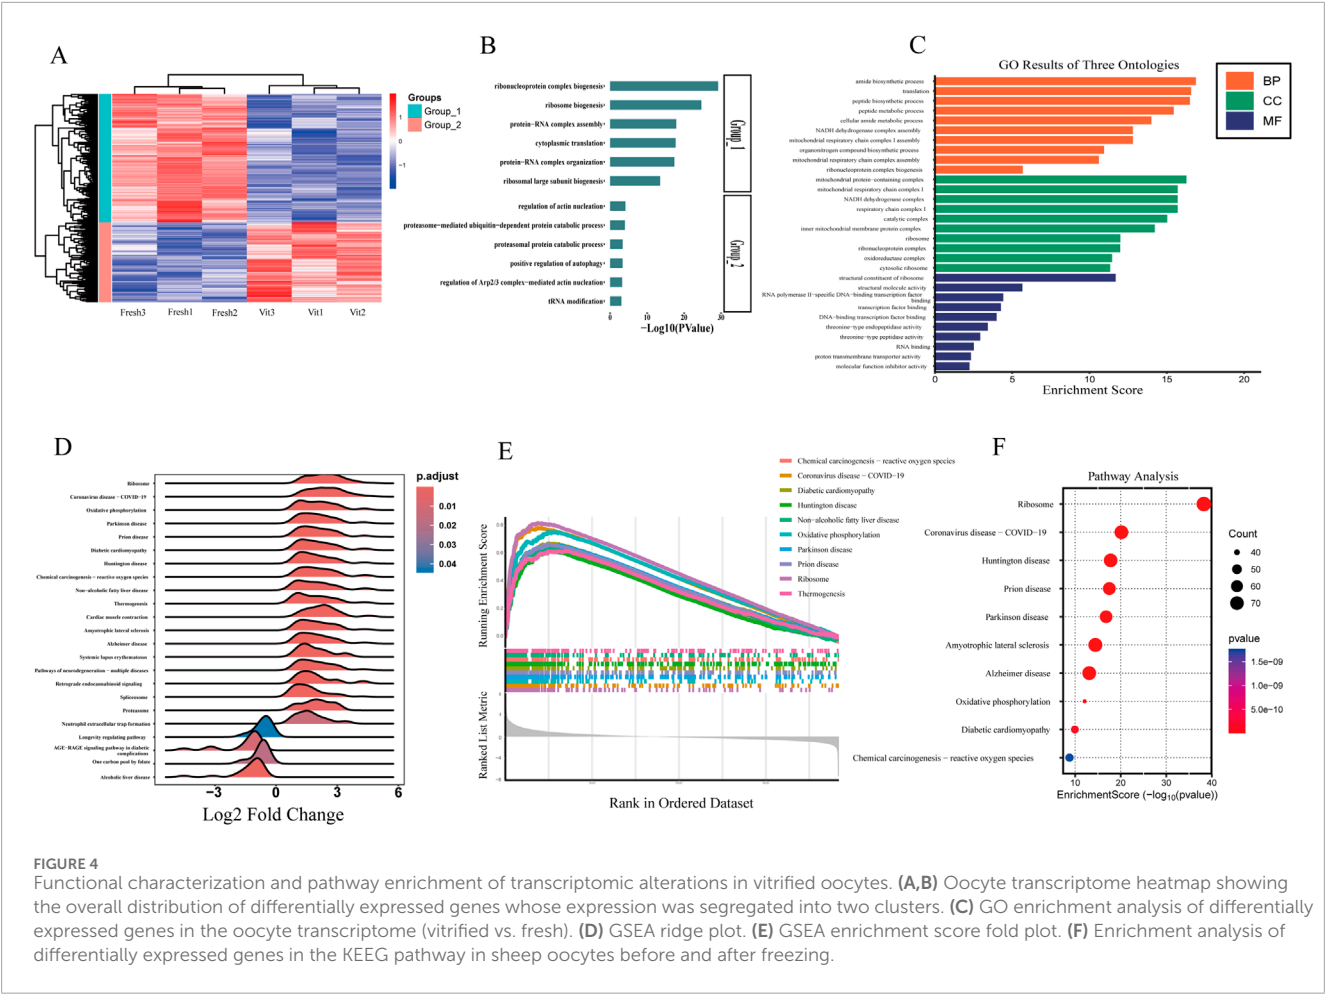 A
Groups
Group_1
Group_2
1
0
−1
Fresh3 Fresh1 Fresh2 Vit3 Vit1 Vit2
B
ribonucleoprotein complex biogenesis
ribosome biogenesis
protein−RNA complex assembly
cytoplasmic translation
protein−RNA complex organization
ribosomal large subunit biogenesis
Group_1
regulation of actin nucleation
proteasome−mediated ubiquitin−dependent protein catabolic process
proteasomal protein catabolic process
positive regulation of autophagy
regulation of Arp2/3 complex−mediated actin nucleation
tRNA modification
Group_2
0 10 20 30
−Log10(PValue)
C
GO Results of Three Ontologies
BP
CC
MF
amide biosynthetic process
translation
peptide biosynthetic process
peptide metabolic process
cellular amide metabolic process
NADH dehydrogenase complex assembly
mitochondrial respiratory chain complex I assembly
organonitrogen compound biosynthetic process
mitochondrial respiratory chain complex assembly
ribonucleoprotein complex biogenesis
mitochondrial protein−containing complex
mitochondrial respiratory chain complex I
NADH dehydrogenase complex
respiratory chain complex I
catalytic complex
inner mitochondrial membrane protein complex
ribosome
ribonucleoprotein complex
oxidoreductase complex
cytosolic ribosome
structural constituent of ribosome
structural molecule activity
RNA polymerase II−specific DNA−binding transcription factor
binding
transcription factor binding
DNA−binding transcription factor binding
threonine−type endopeptidase activity
threonine−type peptidase activity
RNA binding
proton transmembrane transporter activity
molecular function inhibitor activity
0 5 10 15 20
Enrichment Score
D
Ribosome
Coronavirus disease − COVID−19
Oxidative phosphorylation
Parkinson disease
Prion disease
Diabetic cardiomyopathy
Huntington disease
Chemical carcinogenesis − reactive oxygen species
Non−alcoholic fatty liver disease
Thermogenesis
Cardiac muscle contraction
Amyotrophic lateral sclerosis
Alzheimer disease
Systemic lupus erythematosus
Pathways of neurodegeneration − multiple diseases
Retrograde endocannabinoid signaling
Spliceosome
Proteasome
Neutrophil extracellular trap formation
Longevity regulating pathway
AGE−RAGE signaling pathway in diabetic
complications
One carbon pool by folate
Alcoholic liver disease
−3 0 3 6
Log2 Fold Change
p.adjust
0.01
0.02
0.03
0.04
E
Chemical carcinogenesis − reactive oxygen species
Coronavirus disease − COVID−19
Diabetic cardiomyopathy
Huntington disease
Non−alcoholic fatty liver disease
Oxidative phosphorylation
Parkinson disease
Prion disease
Ribosome
Thermogenesis
Running Enrichment Score
0.8
0.6
0.4
0.2
0.0
Ranked List Metric
Rank in Ordered Dataset
F
Pathway Analysis
Ribosome
Coronavirus disease − COVID−19
Huntington disease
Prion disease
Parkinson disease
Amyotrophic lateral sclerosis
Alzheimer disease
Oxidative phosphorylation
Diabetic cardiomyopathy
Chemical carcinogenesis − reactive oxygen species
10 20 30 40
EnrichmentScore (−log10(pvalue))
Count
40
50
60
70
pvalue
1.5e−09
1.0e−09
5.0e−10
FIGURE 4
Functional characterization and pathway enrichment of transcriptomic alterations in vitrified oocytes. (A,B) Oocyte transcriptome heatmap showing
the overall distribution of differentially expressed genes whose expression was segregated into two clusters. (C) GO enrichment analysis of differentially
expressed genes in the oocyte transcriptome (vitrified vs. fresh). (D) GSEA ridge plot. (E) GSEA enrichment score fold plot. (F) Enrichment analysis of
differentially expressed genes in the KEEG pathway in sheep oocytes before and after freezing.